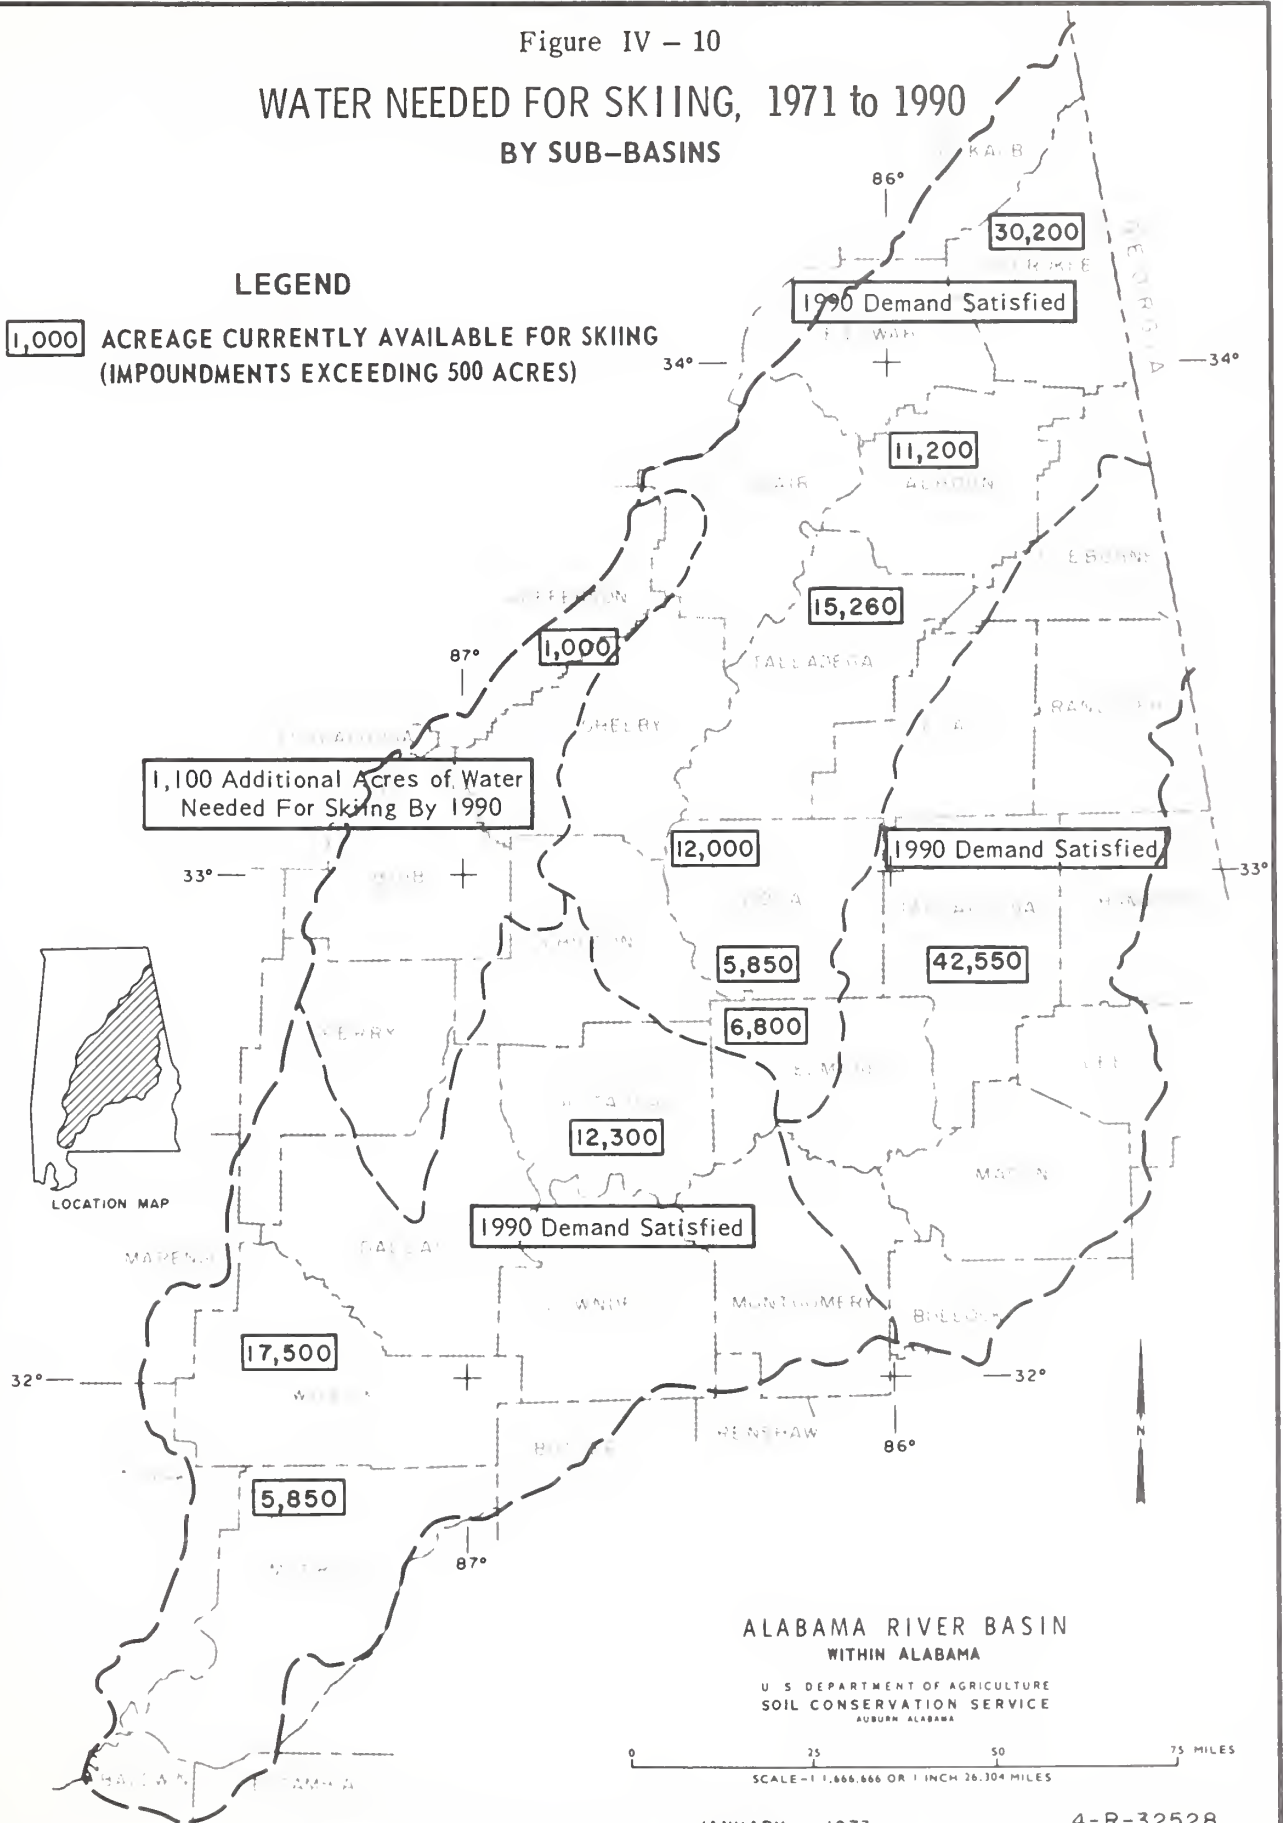 Figure IV – 10
WATER NEEDED FOR SKIING, 1971 to 1990
BY SUB–BASINS
86°
30,200
LEGEND
1990 Demand Satisfied
1,000 ACREAGE CURRENTLY AVAILABLE FOR SKIING
(IMPOUNDMENTS EXCEEDING 500 ACRES)
34°
34°
11,200
15,260
1,000
87°
TALLADEGA
SHELBY
1,100 Additional Acres of Water
Needed For Skiing By 1990
12,000
1990 Demand Satisfied
33°
33°
5,850
42,550
6,800
PERRY
12,300
LOCATION MAP
1990 Demand Satisfied
MONTGOMERY
17,500
32°
32°
86°
5,850
87°
N
ALABAMA RIVER BASIN
WITHIN ALABAMA
U S DEPARTMENT OF AGRICULTURE
SOIL CONSERVATION SERVICE
AUBURN ALABAMA
0 25 50 75 MILES
SCALE-1 1,666,666 OR 1 INCH 26.304 MILES
4-R-32528